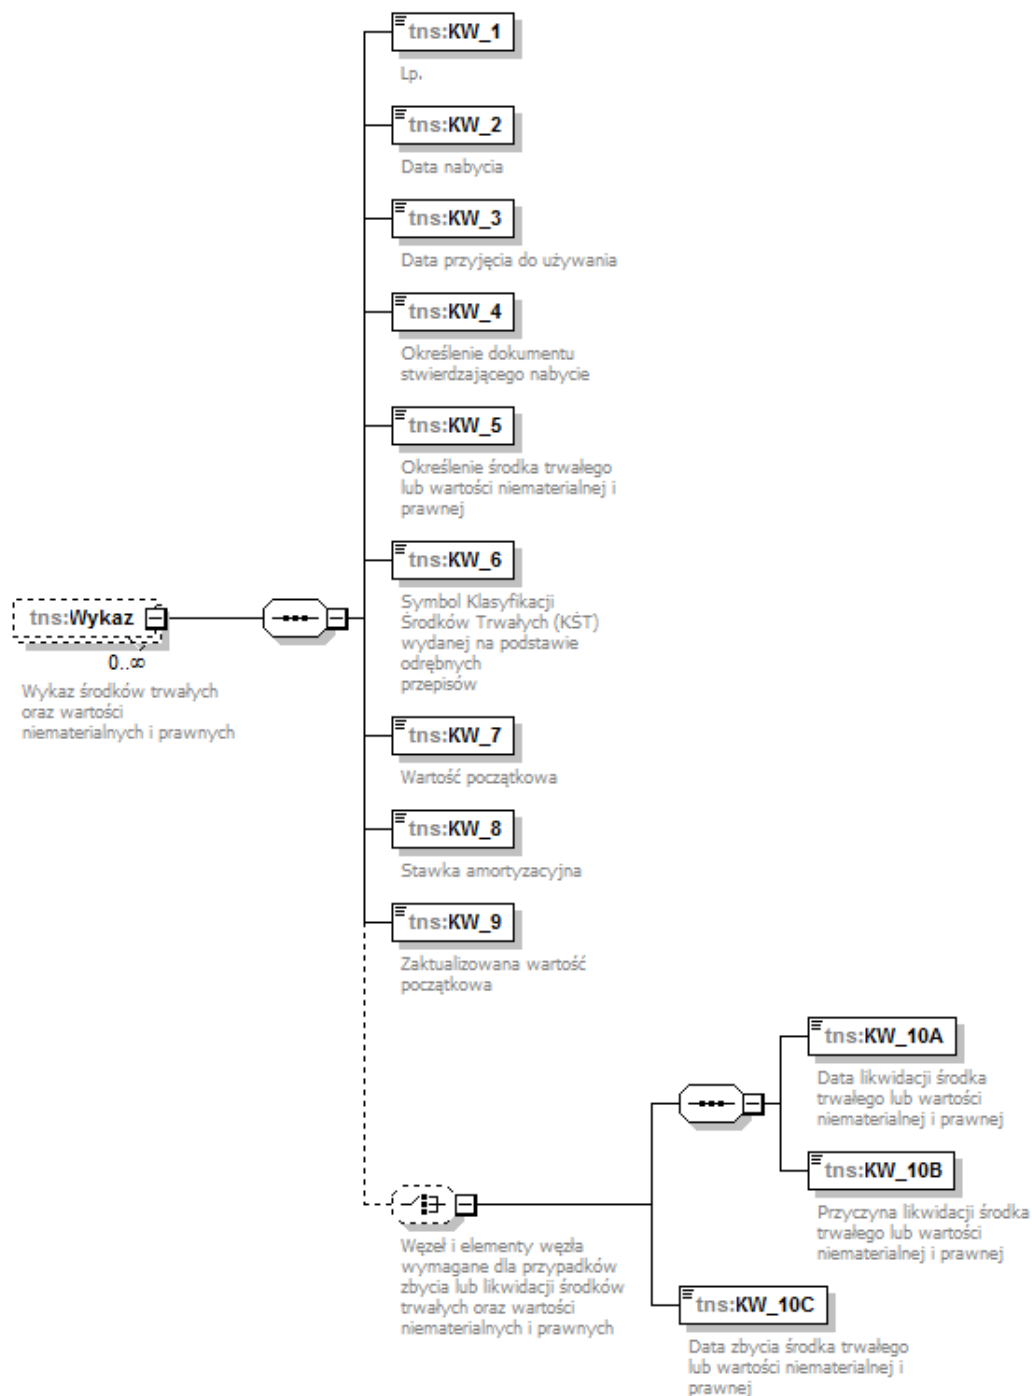 tns:KW_1
Lp.
tns:KW_2
Data nabycia
tns:KW_3
Data przyjęcia do używania
tns:KW_4
Określenie dokumentu
stwierdzającego nabycie
tns:KW_5
Określenie środka trwałego
lub wartości niematerialnej i
prawnej
tns:KW_6
Symbol Klasyfikacji
Środków Trwałych (KŚT)
wydanej na podstawie
odrębnych
przepisów
tns:Wykaz
0..∞
Wykaz środków trwałych
oraz wartości
niematerialnych i prawnych
tns:KW_7
Wartość początkowa
tns:KW_8
Stawka amortyzacyjna
tns:KW_9
Zaktualizowana wartość
początkowa
tns:KW_10A
Data likwidacji środka
trwałego lub wartości
niematerialnej i prawnej
tns:KW_10B
Przyczyna likwidacji środka
trwałego lub wartości
niematerialnej i prawnej
Węzeł i elementy węzła
wymagane dla przypadków
zbycia lub likwidacji środków
trwałych oraz wartości
niematerialnych i prawnych
tns:KW_10C
Data zbycia środka trwałego
lub wartości niematerialnej i
prawnej